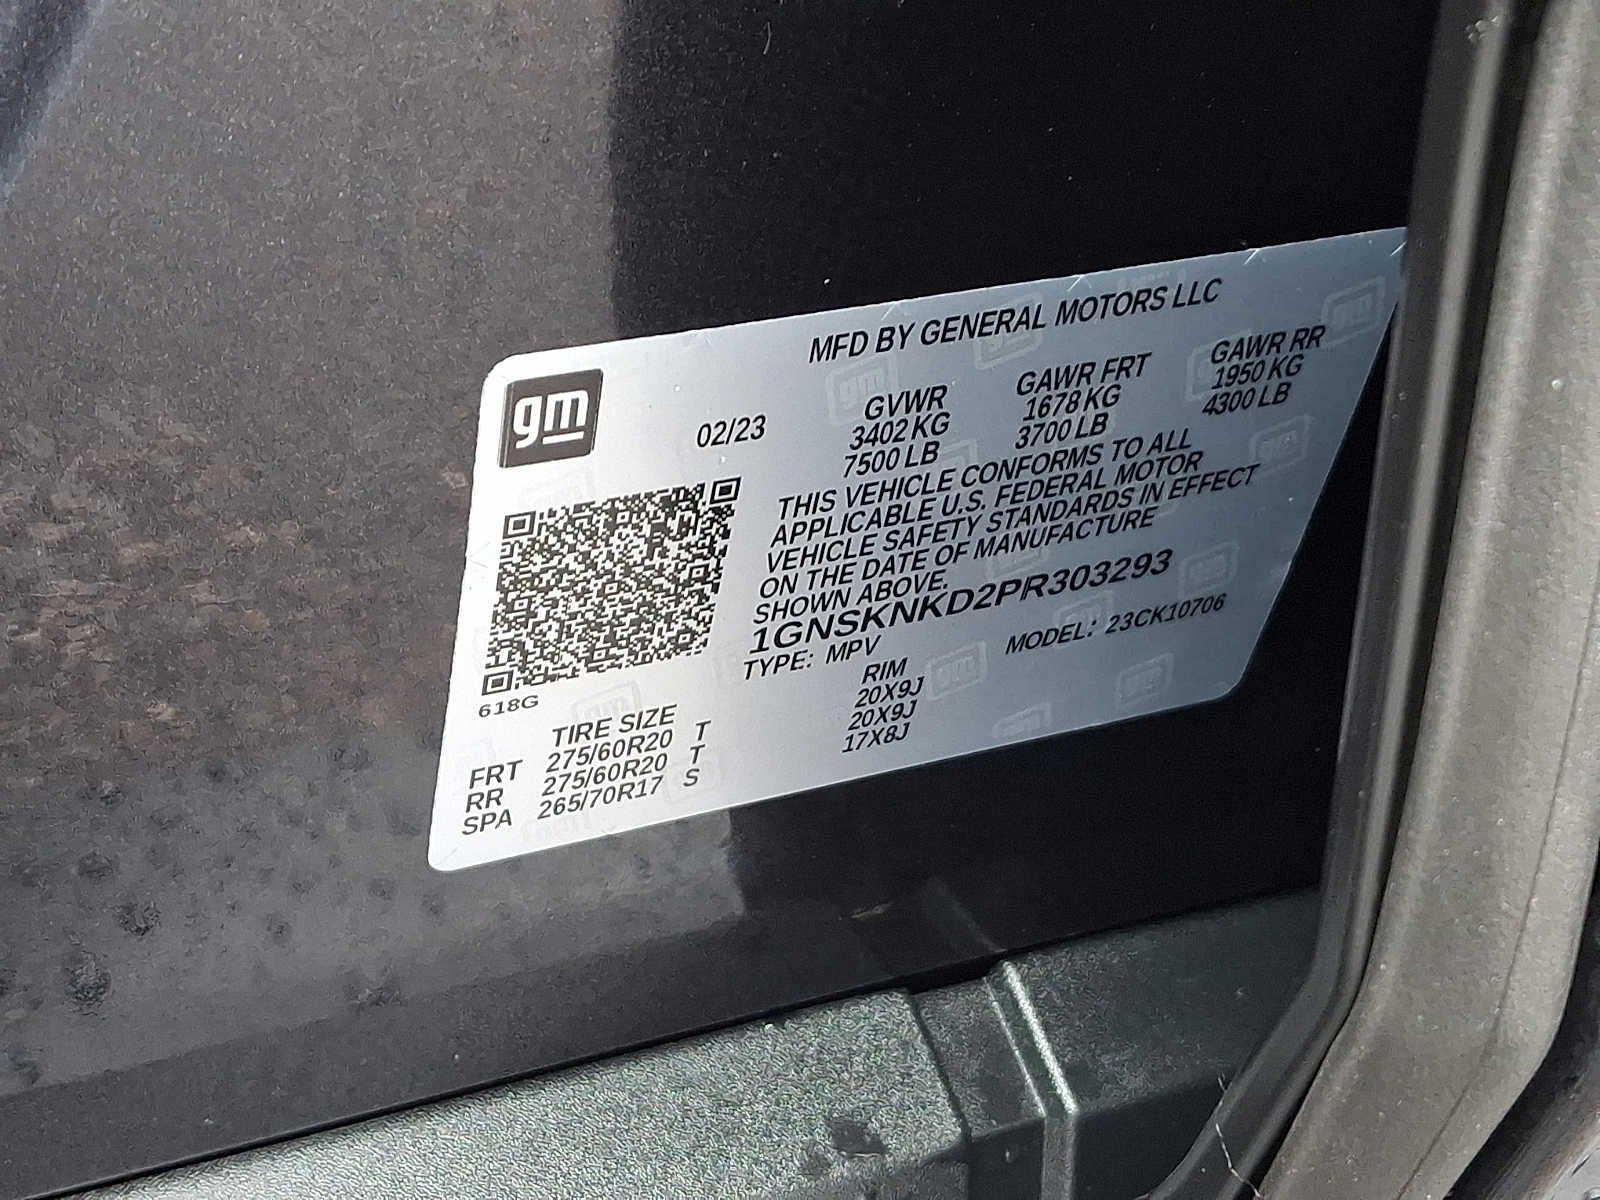 MFD BY GENERAL MOTORS LLC
gm
02/23
GVWR GAWR FRT GAWR RR
3402 KG 1678 KG 1950 KG
7500 LB 3700 LB 4300 LB
THIS VEHICLE CONFORMS TO ALL
APPLICABLE U.S. FEDERAL MOTOR
VEHICLE SAFETY STANDARDS IN EFFECT
ON THE DATE OF MANUFACTURE
SHOWN ABOVE.
1GNSKNKD2PR303293
TYPE: MPV MODEL: 23CK10706
618G
TIRE SIZE RIM
FRT 275/60R20 T 20X9J
RR 275/60R20 T 20X9J
SPA 265/70R17 S 17X8J